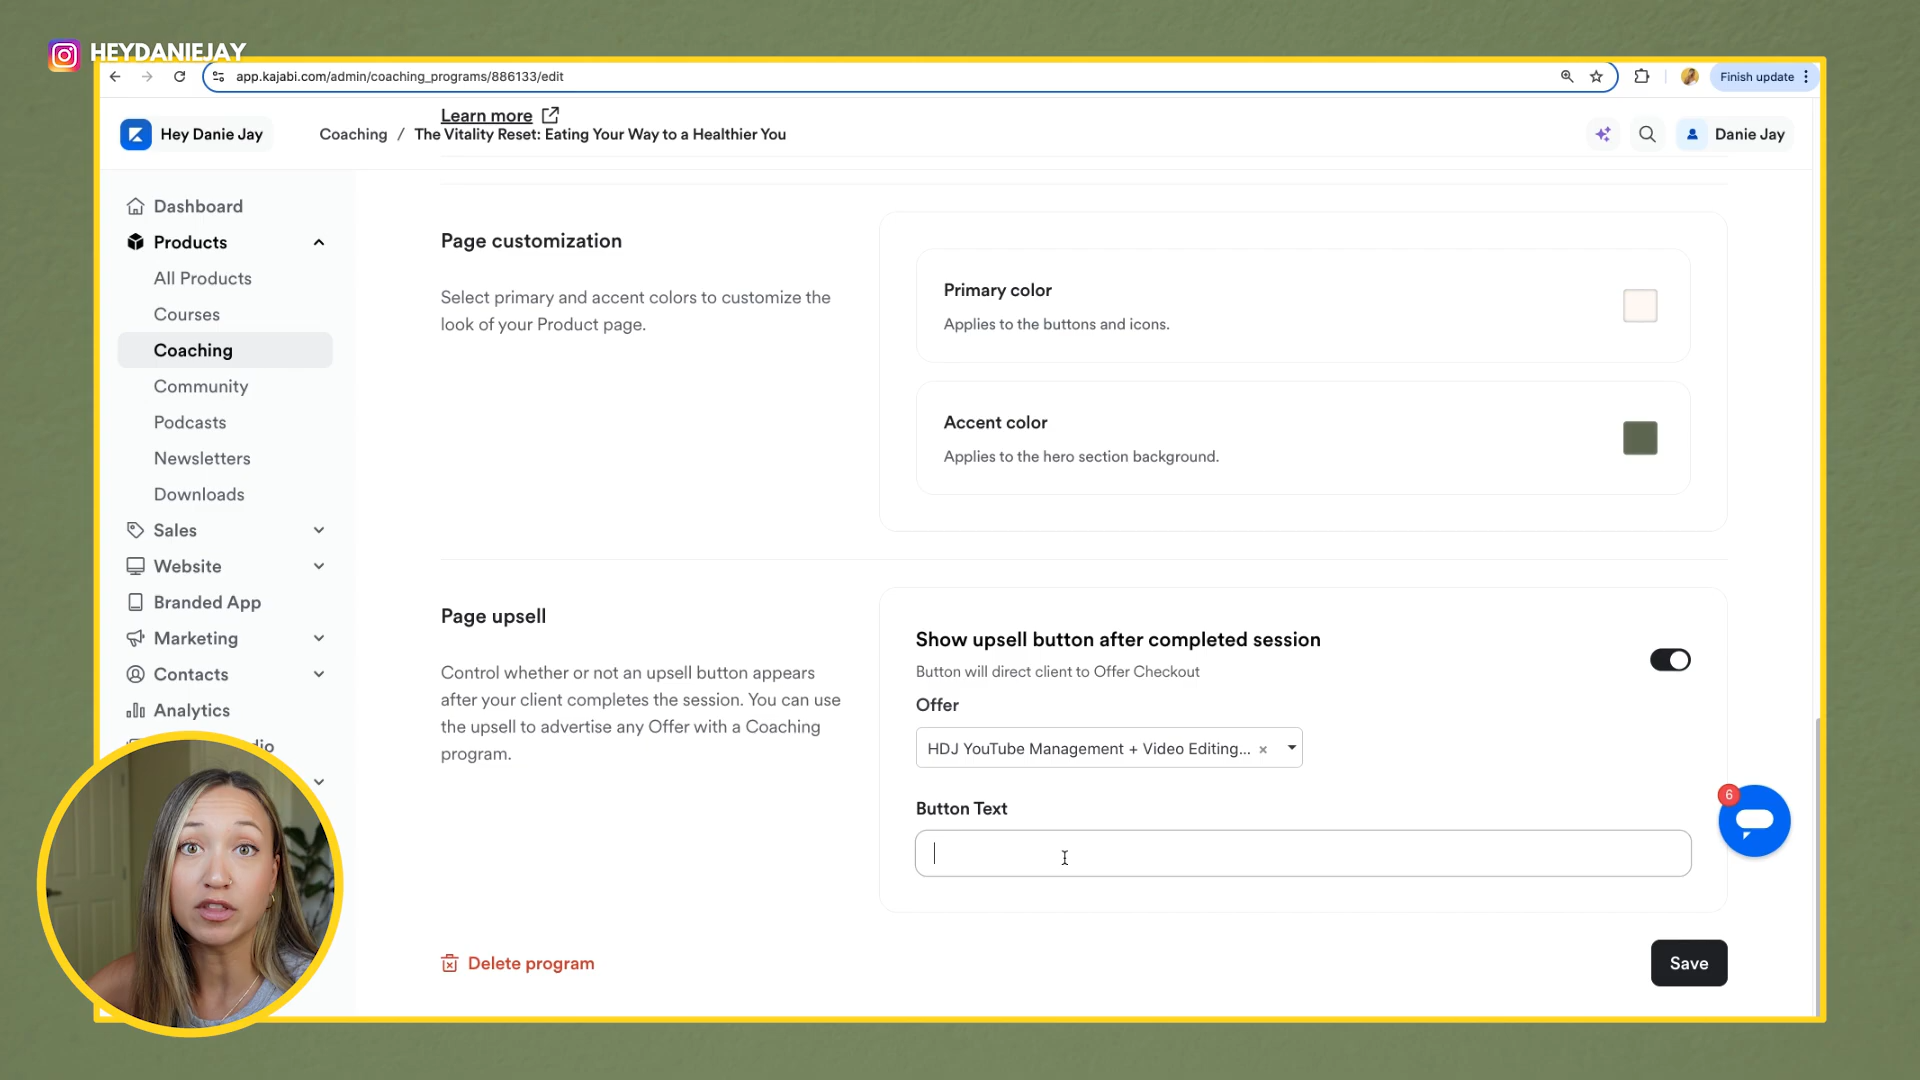 HEYDANIEJAY
app.kajabi.com/admin/coaching_programs/886133/edit
Finish update
Learn more
Hey Danie Jay
Coaching / The Vitality Reset: Eating Your Way to a Healthier You
Danie Jay
Dashboard
Products
All Products
Courses
Coaching
Community
Podcasts
Newsletters
Downloads
Sales
Website
Branded App
Marketing
Contacts
Analytics
Page customization
Select primary and accent colors to customize the
look of your Product page.
Primary color
Applies to the buttons and icons.
Accent color
Applies to the hero section background.
Page upsell
Control whether or not an upsell button appears
after your client completes the session. You can use
the upsell to advertise any Offer with a Coaching
program.
Show upsell button after completed session
Button will direct client to Offer Checkout
Offer
HDJ YouTube Management + Video Editing... ×
Button Text
6
Delete program
Save